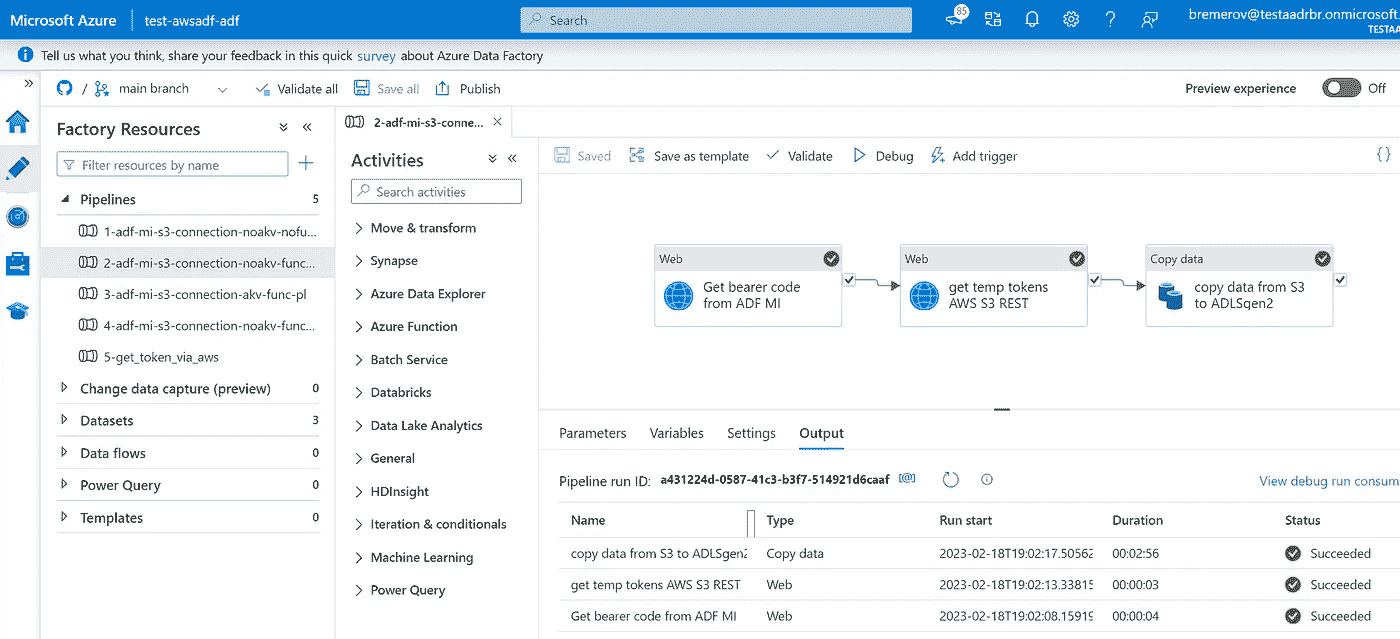 Microsoft Azure test-awsadf-adf
Search
85
bremerov@testaadrbr.onmicrosoft.
TESTAA
Tell us what you think, share your feedback in this quick survey about Azure Data Factory
/ main branch
Validate all
Save all
Publish
Preview experience
Off
Factory Resources
Filter resources by name
Pipelines 5
1-adf-mi-s3-connection-noakv-nofu...
2-adf-mi-s3-connection-noakv-func...
3-adf-mi-s3-connection-akv-func-pl
4-adf-mi-s3-connection-noakv-func...
5-get_token_via_aws
Change data capture (preview) 0
Datasets 3
Data flows 0
Power Query 0
Templates 0
2-adf-mi-s3-conne...
Activities
Search activities
Move & transform
Synapse
Azure Data Explorer
Azure Function
Batch Service
Databricks
Data Lake Analytics
General
HDInsight
Iteration & conditionals
Machine Learning
Power Query
Saved
Save as template
Validate
Debug
Add trigger
{}
Web
Get bearer code
from ADF MI
Web
get temp tokens
AWS S3 REST
Copy data
copy data from S3
to ADLSgen2
Parameters Variables Settings Output
Pipeline run ID: a431224d-0587-41c3-b3f7-514921d6caaf [@]
View debug run consum
Name Type Run start Duration Status
copy data from S3 to ADLSgen2 Copy data 2023-02-18T19:02:17.50562 00:02:56 Succeeded
get temp tokens AWS S3 REST Web 2023-02-18T19:02:13.33815 00:00:03 Succeeded
Get bearer code from ADF MI Web 2023-02-18T19:02:08.15919 00:00:04 Succeeded